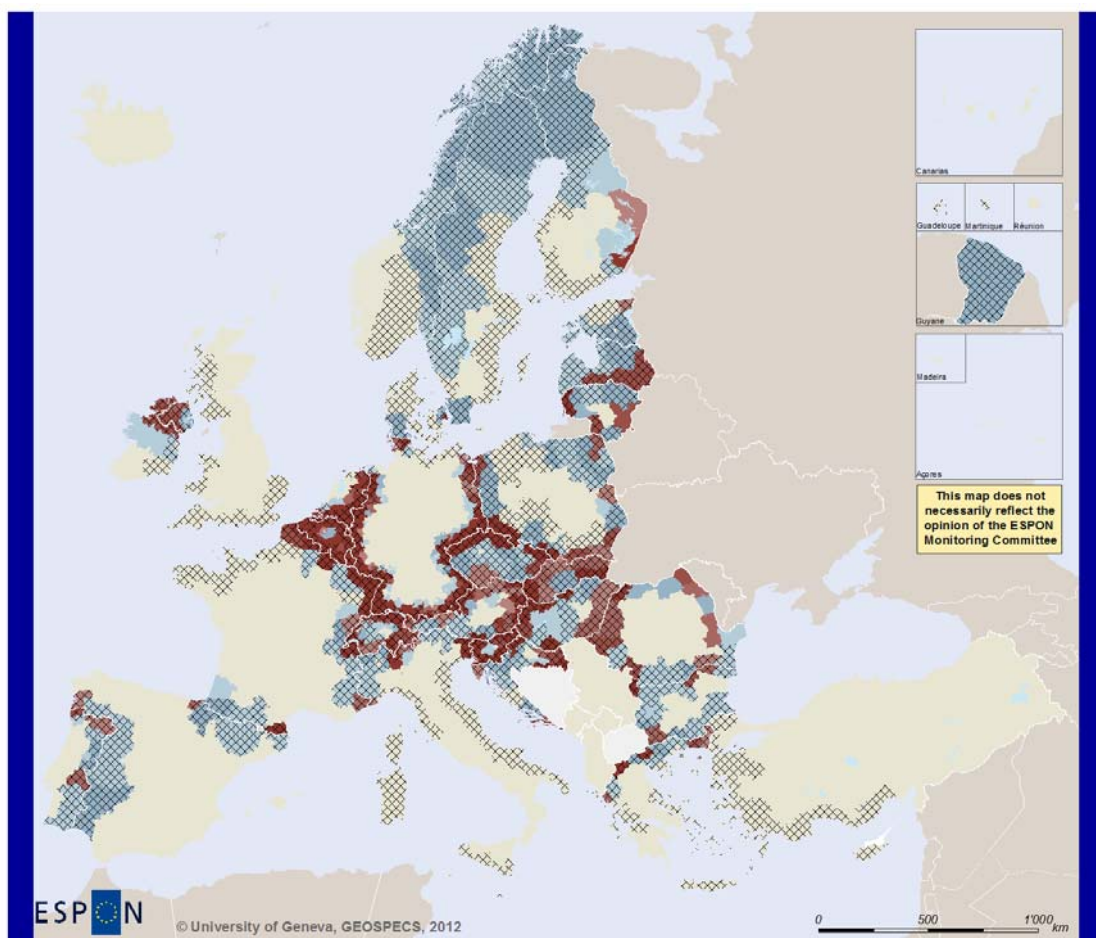 Canarias
Guadeloupe
Martinique
Réunion
Guyane
Madeira
Açores
This map does not
necessarily reflect the
opinion of the ESPON
Monitoring Committee
ESPON
© University of Geneva, GEOSPECS, 2012
0 500 1'000
km